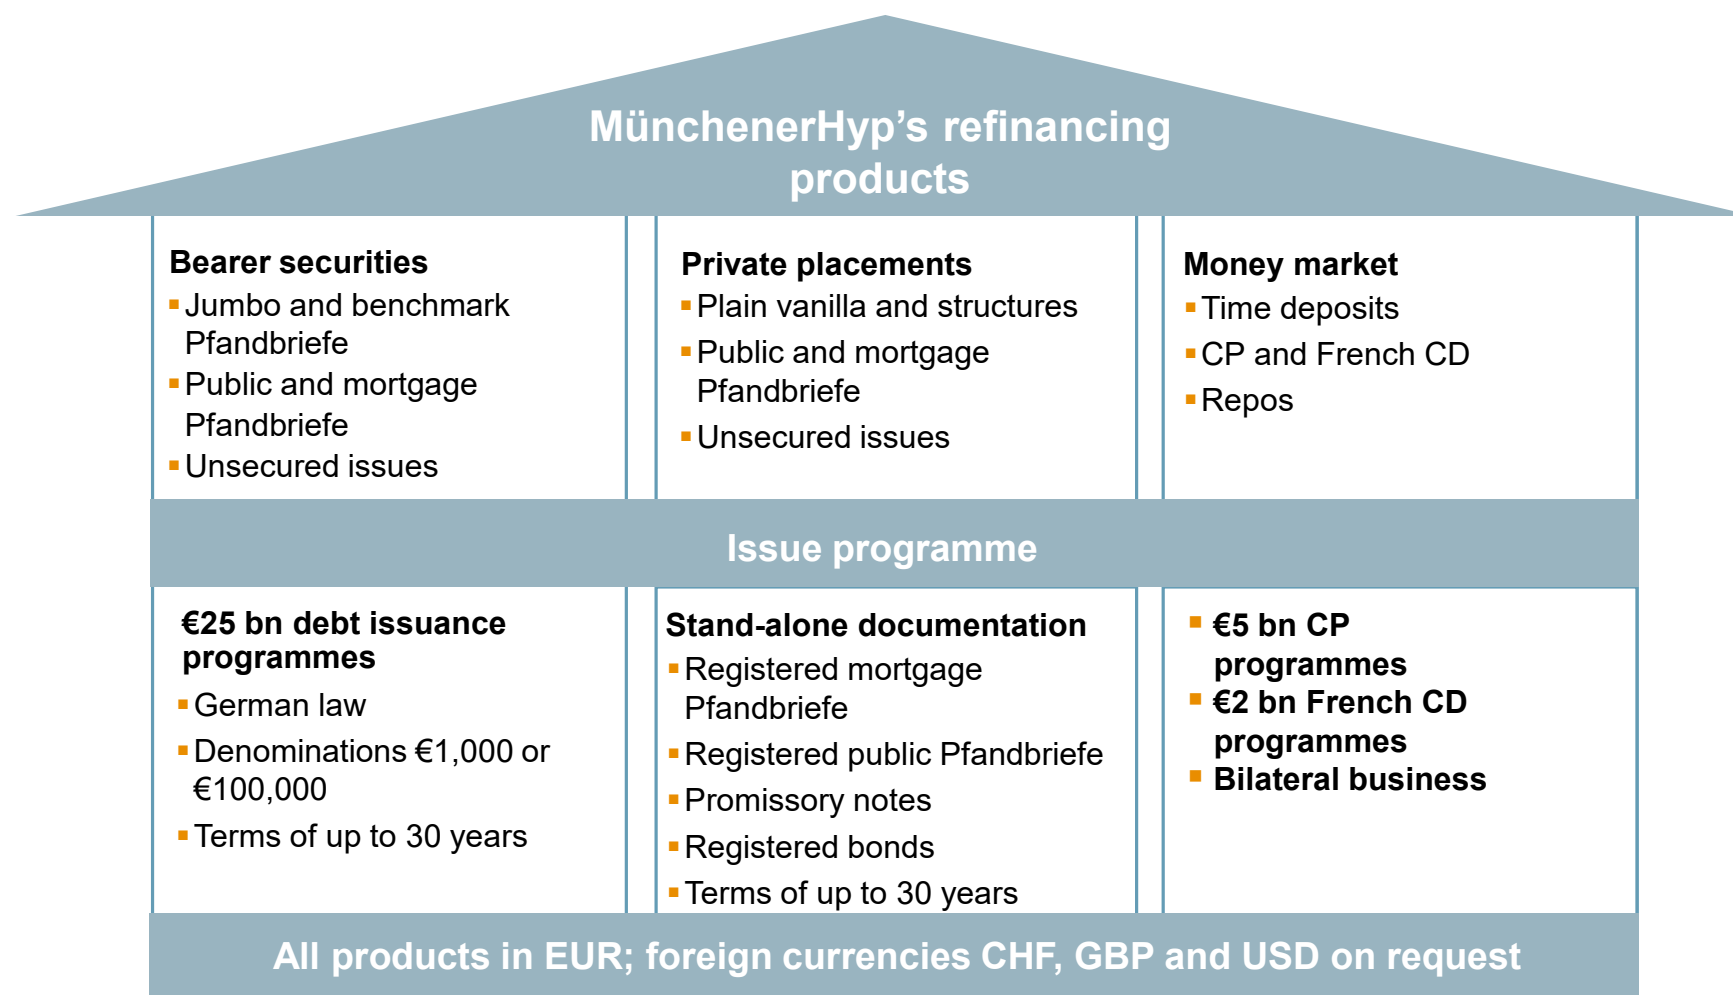 MünchenerHyp’s refinancing
products
Bearer securities
Jumbo and benchmark
Pfandbriefe
Public and mortgage
Pfandbriefe
Unsecured issues
Private placements
Plain vanilla and structures
Public and mortgage
Pfandbriefe
Unsecured issues
Money market
Time deposits
CP and French CD
Repos
Issue programme
€25 bn debt issuance
programmes
German law
Denominations €1,000 or
€100,000
Terms of up to 30 years
Stand-alone documentation
Registered mortgage
Pfandbriefe
Registered public Pfandbriefe
Promissory notes
Registered bonds
Terms of up to 30 years
€5 bn CP
programmes
€2 bn French CD
programmes
Bilateral business
All products in EUR; foreign currencies CHF, GBP and USD on request